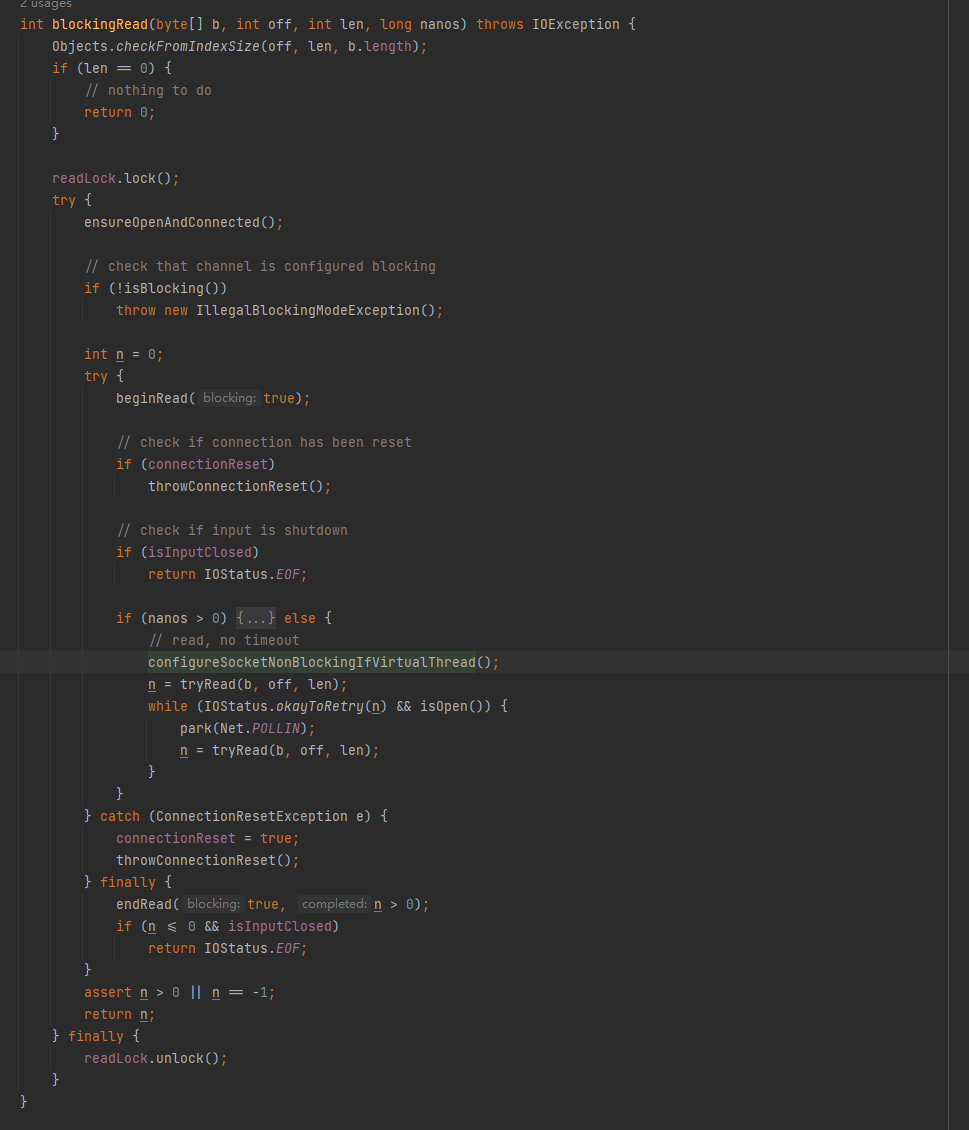 2 usages
int blockingRead(byte[] b, int off, int len, long nanos) throws IOException {
Objects.checkFromIndexSize(off, len, b.length);
if (len == 0) {
// nothing to do
return 0;
}
readLock.lock();
try {
ensureOpenAndConnected();
// check that channel is configured blocking
if (!isBlocking())
throw new IllegalBlockingModeException();
int n = 0;
try {
beginRead( blocking: true);
// check if connection has been reset
if (connectionReset)
throwConnectionReset();
// check if input is shutdown
if (isInputClosed)
return IOStatus.EOF;
if (nanos > 0) {...} else {
// read, no timeout
configureSocketNonBlockingIfVirtualThread();
n = tryRead(b, off, len);
while (IOStatus.okayToRetry(n) && isOpen()) {
park(Net.POLLIN);
n = tryRead(b, off, len);
}
}
} catch (ConnectionResetException e) {
connectionReset = true;
throwConnectionReset();
} finally {
endRead( blocking: true, completed: n > 0);
if (n <= 0 && isInputClosed)
return IOStatus.EOF;
}
assert n > 0 || n == -1;
return n;
} finally {
readLock.unlock();
}
}